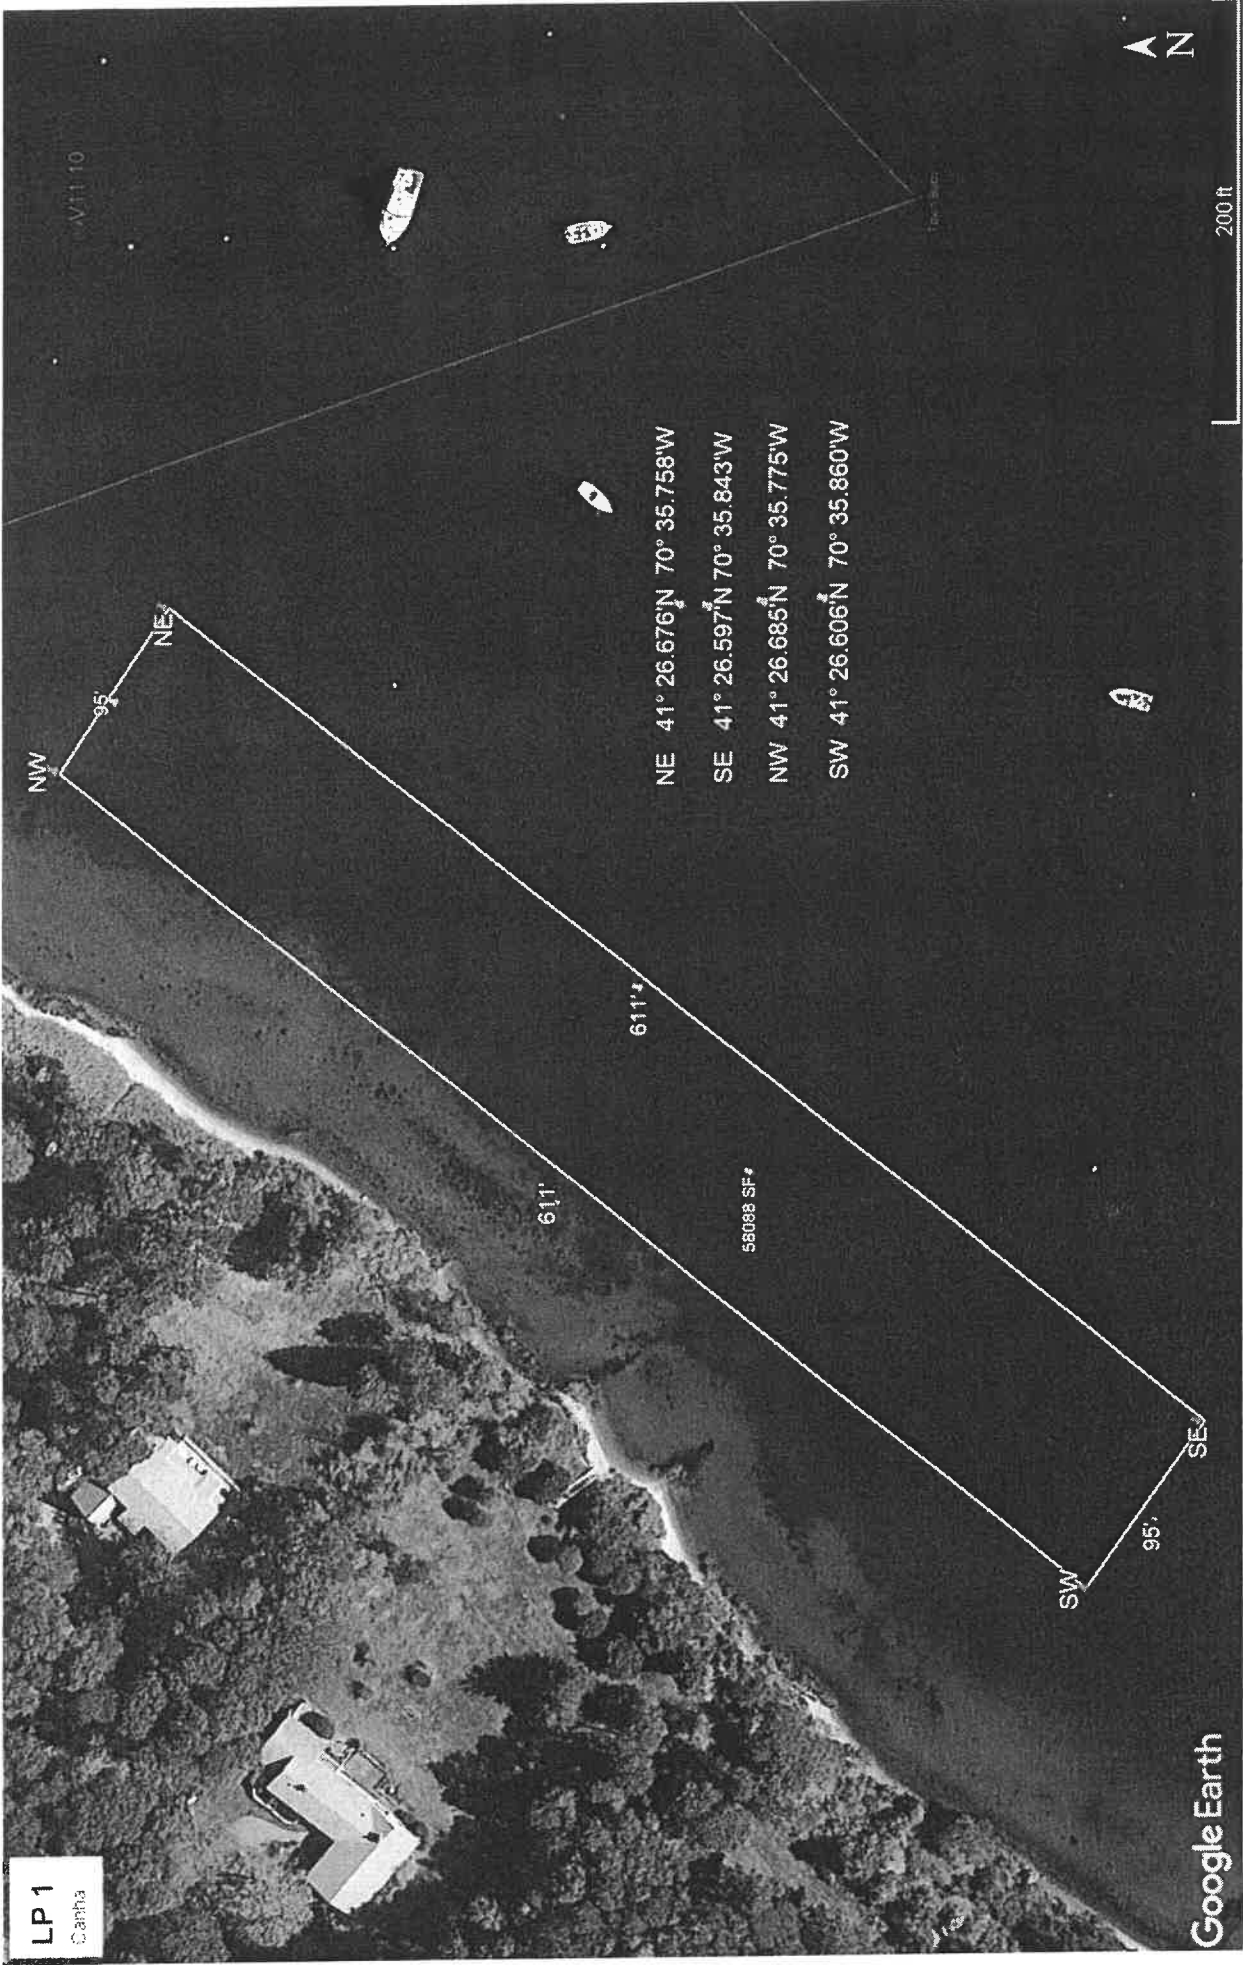 LP 1
Canha
NW
95'
NE
611'
611'
58088 SF
SW
95'
SE
NE 41° 26.676'N 70° 35.758'W
SE 41° 26.597'N 70° 35.843'W
NW 41° 26.685'N 70° 35.775'W
SW 41° 26.606'N 70° 35.860'W
N
200 ft
Google Earth